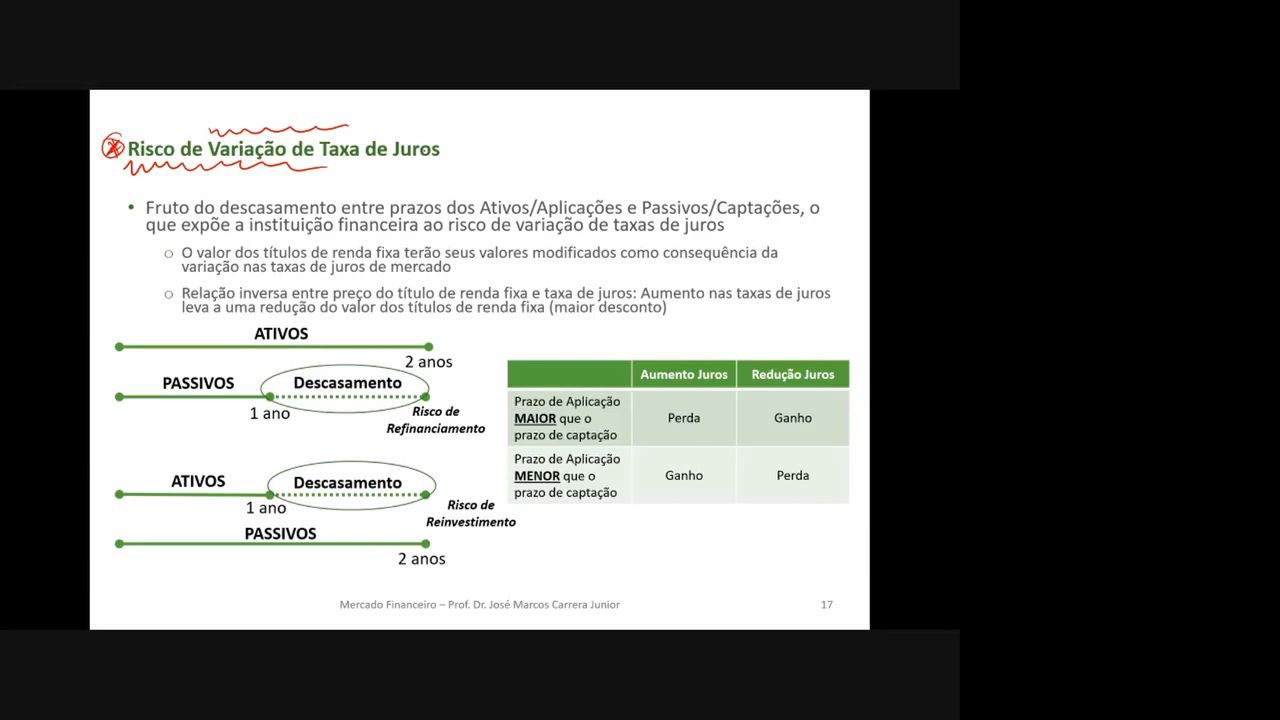 Risco de Variação de Taxa de Juros
• Fruto do descasamento entre prazos dos Ativos/Aplicações e Passivos/Captações, o
que expõe a instituição financeira ao risco de variação de taxas de juros
○ O valor dos títulos de renda fixa terão seus valores modificados como consequência da
variação nas taxas de juros de mercado
○ Relação inversa entre preço do título de renda fixa e taxa de juros: Aumento nas taxas de juros
leva a uma redução do valor dos títulos de renda fixa (maior desconto)
ATIVOS
2 anos
PASSIVOS
Descasamento
1 ano
Risco de
Refinanciamento
ATIVOS
Descasamento
1 ano
Risco de
Reinvestimento
PASSIVOS
2 anos
Aumento Juros
Redução Juros
Prazo de Aplicação
MAIOR que o
prazo de captação
Perda
Ganho
Prazo de Aplicação
MENOR que o
prazo de captação
Ganho
Perda
Mercado Financeiro – Prof. Dr. José Marcos Carrera Junior
17